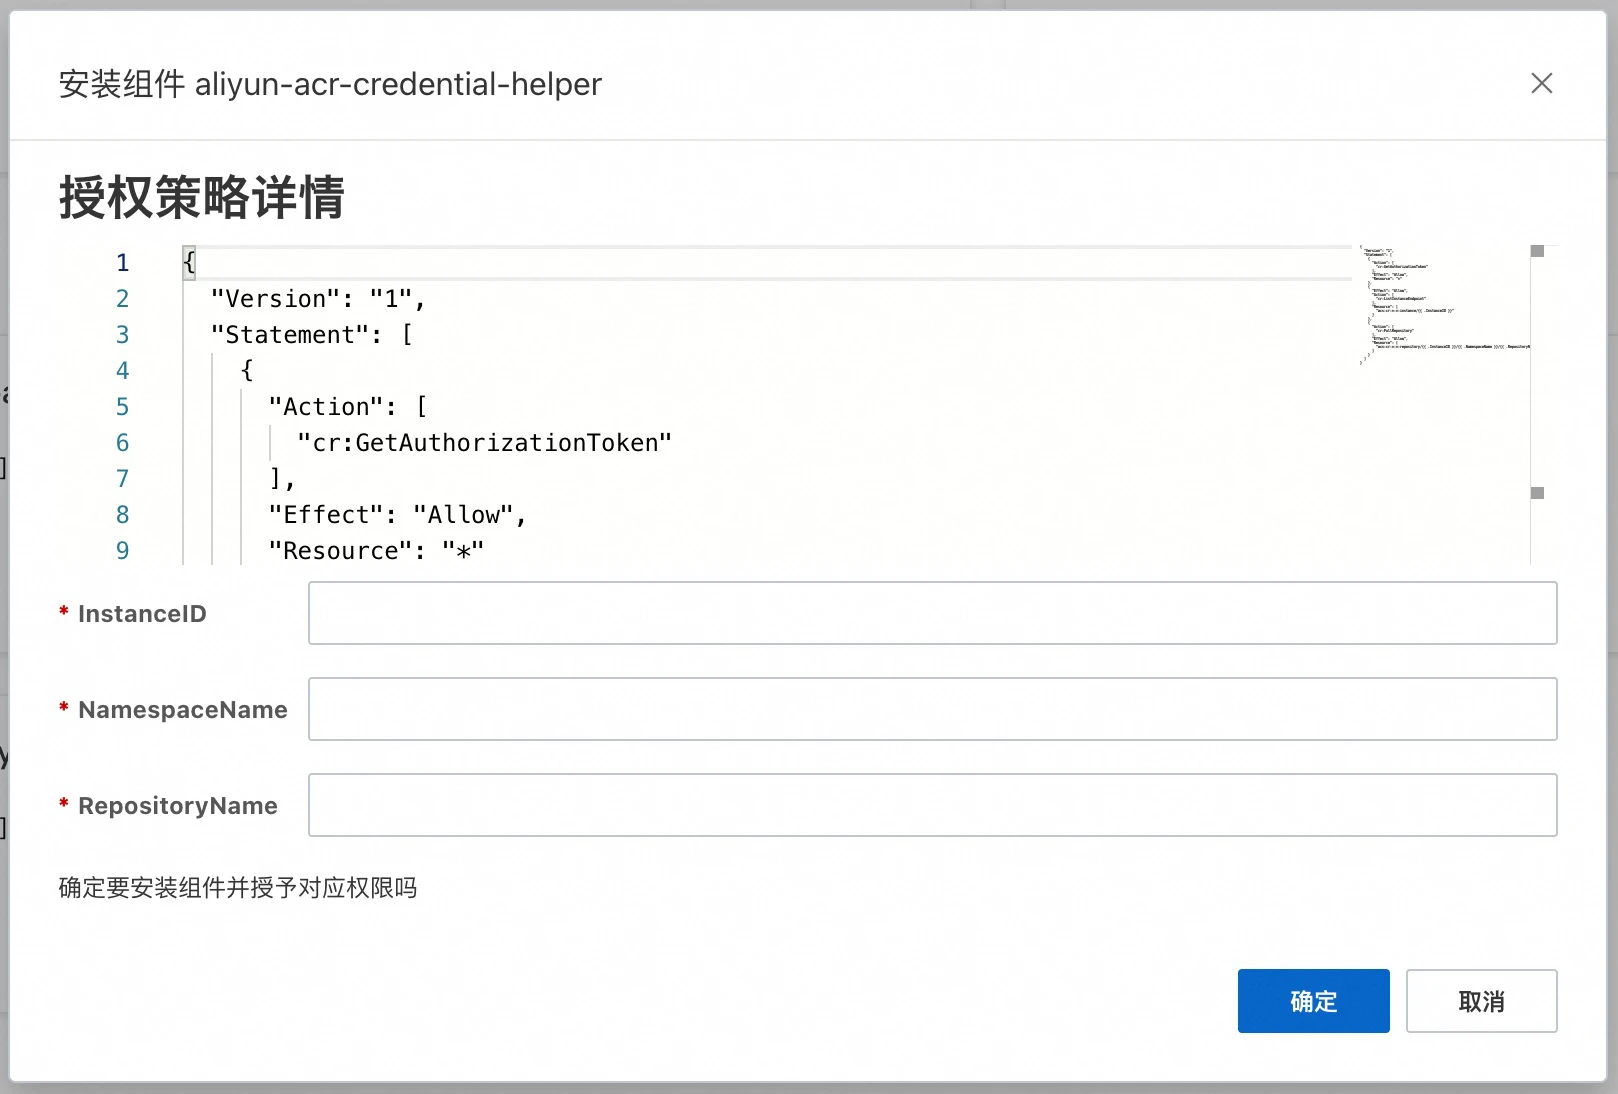 安装组件 aliyun-acr-credential-helper
授权策略详情
1 {
2 "Version": "1",
3 "Statement": [
4 {
5 "Action": [
6 "cr:GetAuthorizationToken"
7 ],
8 "Effect": "Allow",
9 "Resource": "*"
* InstanceID
* NamespaceName
* RepositoryName
确定要安装组件并授予对应权限吗
确定 取消